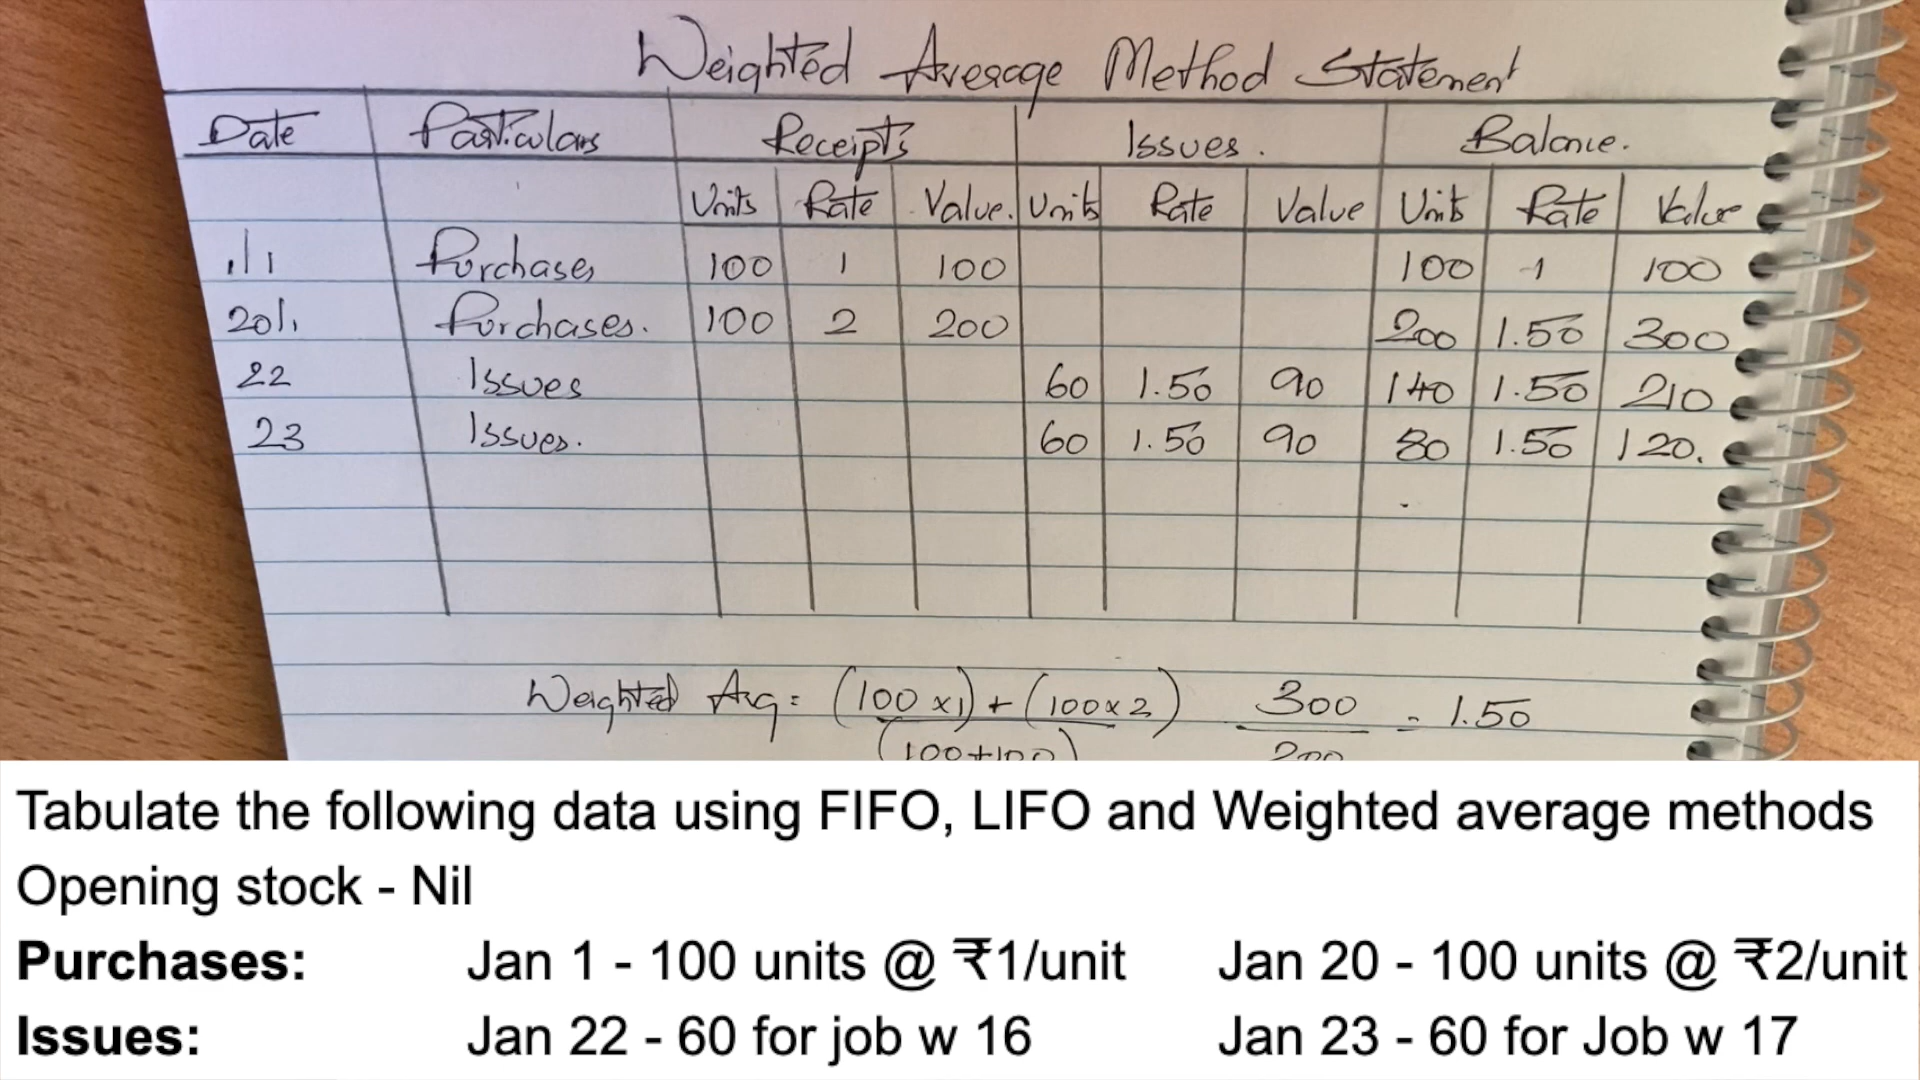 Weighted Average Method Statement
Date Particulars Receipts Issues. Balance.
Units Rate Value. Units Rate Value Units Rate Value
1/1 Purchases 100 1 100 100 1 100
20/1 Purchases. 100 2 200 200 1.50 300
22 Issues 60 1.50 90 140 1.50 210
23 Issues. 60 1.50 90 80 1.50 120.
Weighted Avg = (100 x1) + (100 x 2) 300 = 1.50
(100+100) 200
Tabulate the following data using FIFO, LIFO and Weighted average methods
Opening stock - Nil
Purchases: Jan 1 - 100 units @ ₹1/unit Jan 20 - 100 units @ ₹2/unit
Issues: Jan 22 - 60 for job w 16 Jan 23 - 60 for Job w 17